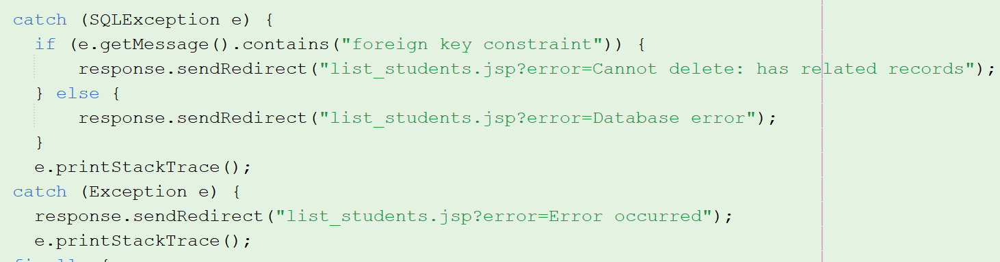 catch (SQLException e) {
if (e.getMessage().contains("foreign key constraint")) {
response.sendRedirect("list_students.jsp?error=Cannot delete: has related records");
} else {
response.sendRedirect("list_students.jsp?error=Database error");
}
e.printStackTrace();
catch (Exception e) {
response.sendRedirect("list_students.jsp?error=Error occurred");
e.printStackTrace();